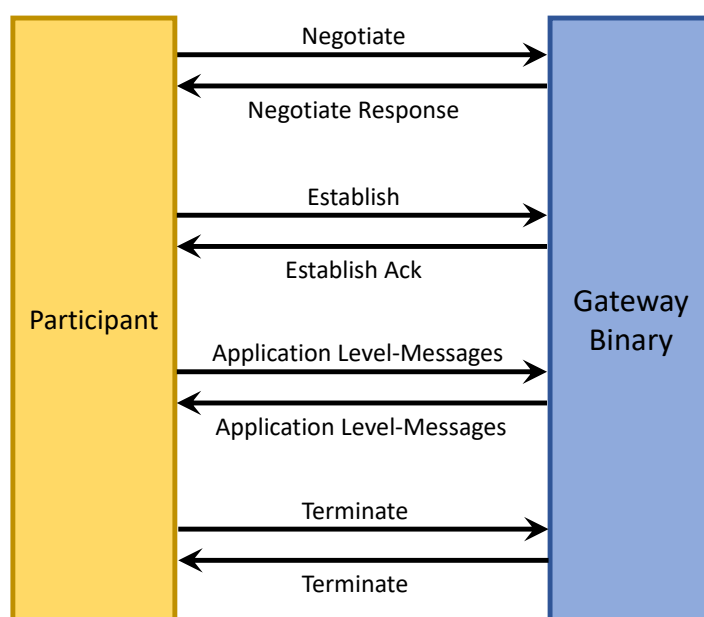 Negotiate
Negotiate Response
Establish
Establish Ack
Participant
Gateway
Binary
Application Level-Messages
Application Level-Messages
Terminate
Terminate